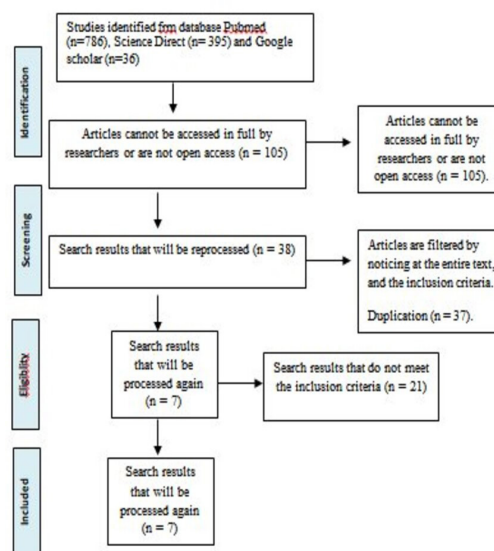 Studies identified frm database Pubmed
(n=786), Science Direct (n= 395) and Google
scholar (n=36)
Identification
Articles cannot be accessed in full by
researchers or are not open access (n = 105)
Articles cannot be
accessed in full by
researchers or are not
open access (n = 105).
Screening
Search results that will be reprocessed (n = 38)
Articles are filtered by
noticing at the entire text,
and the inclusion criteria.
Duplication (n = 37).
Eligiblity
Search results
that will be
processed again
(n = 7)
Search results that do not meet
the inclusion criteria (n = 21)
Included
Search results
that will be
processed again
(n = 7)